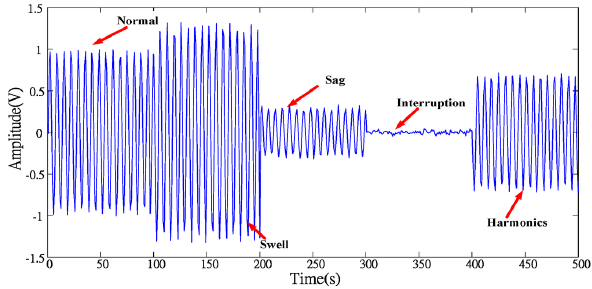 1.5
Normal
1
0.5
Sag
Interruption
Amplitude(V)
0
-0.5
-1
Swell
Harmonics
-1.5
0 50 100 150 200 250 300 350 400 450 500
Time(s)